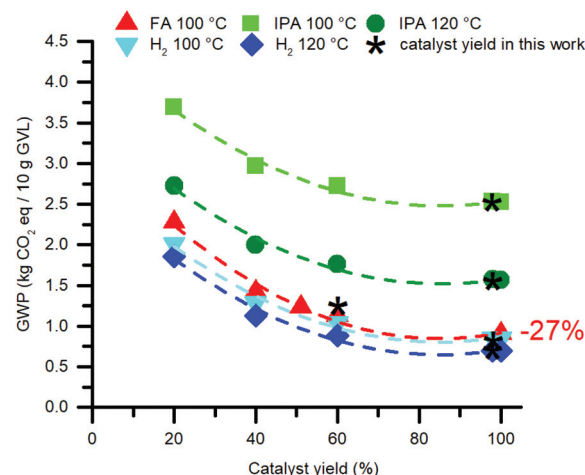 FA 100 °C IPA 100 °C IPA 120 °C
H₂ 100 °C H₂ 120 °C * catalyst yield in this work
4.5
4.0
3.5
3.0
2.5
2.0
1.5
1.0
0.5
0.0
GWP (kg CO₂ eq / 10 g GVL)
-27%
0 20 40 60 80 100
Catalyst yield (%)